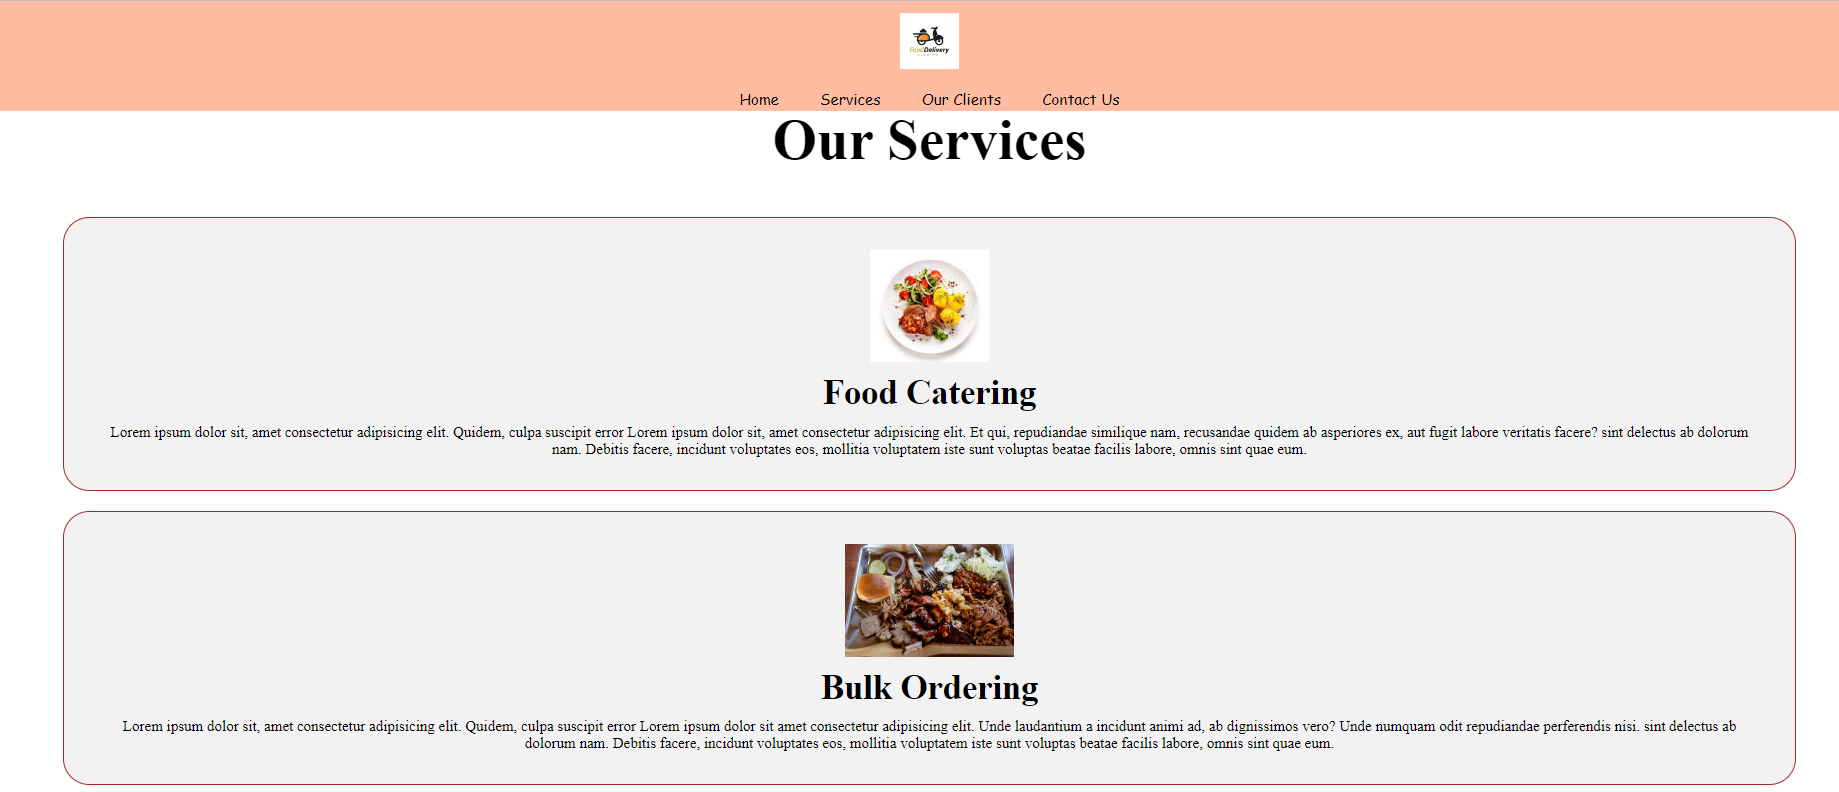 FoodDelivery
Home Services Our Clients Contact Us
Our Services
Food Catering
Lorem ipsum dolor sit, amet consectetur adipisicing elit. Quidem, culpa suscipit error Lorem ipsum dolor sit, amet consectetur adipisicing elit. Et qui, repudiandae similique nam, recusandae quidem ab asperiores ex, aut fugit labore veritatis facere? sint delectus ab dolorum
nam. Debitis facere, incidunt voluptates eos, mollitia voluptatem iste sunt voluptas beatae facilis labore, omnis sint quae eum.
Bulk Ordering
Lorem ipsum dolor sit, amet consectetur adipisicing elit. Quidem, culpa suscipit error Lorem ipsum dolor sit amet consectetur adipisicing elit. Unde laudantium a incidunt animi ad, ab dignissimos vero? Unde numquam odit repudiandae perferendis nisi. sint delectus ab
dolorum nam. Debitis facere, incidunt voluptates eos, mollitia voluptatem iste sunt voluptas beatae facilis labore, omnis sint quae eum.